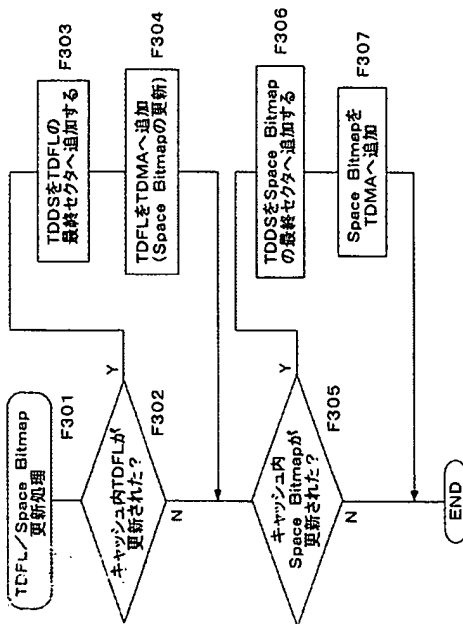 TDFL／Space Bitmap
更新処理
F301
キャッシュ内TDFLが
更新された？
F302
Y
N
TDDSをTDFLの
最終セクタへ追加する
F303
TDFLをTDMAへ追加
(Space Bitmapの更新)
F304
キャッシュ内
Space Bitmapが
更新された？
F305
Y
N
TDDSをSpace Bitmap
の最終セクタへ追加する
F306
Space Bitmapを
TDMAへ追加
F307
END